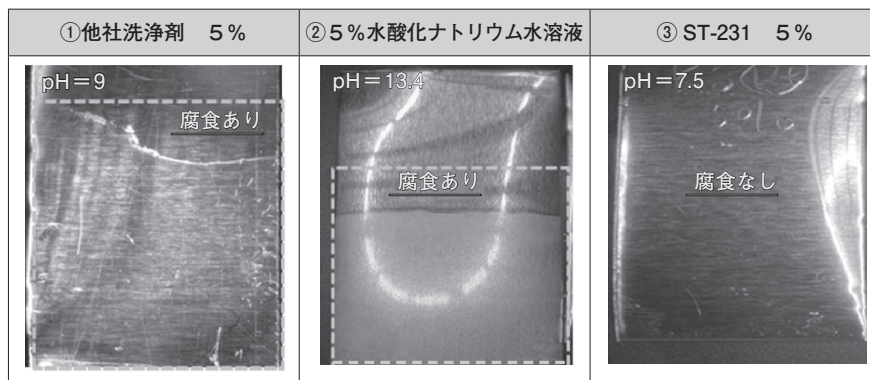 ①他社洗浄剤　5％
②5％水酸化ナトリウム水溶液
③ ST-231　5％
pH＝9
腐食あり
pH＝13.4
腐食あり
pH＝7.5
腐食なし